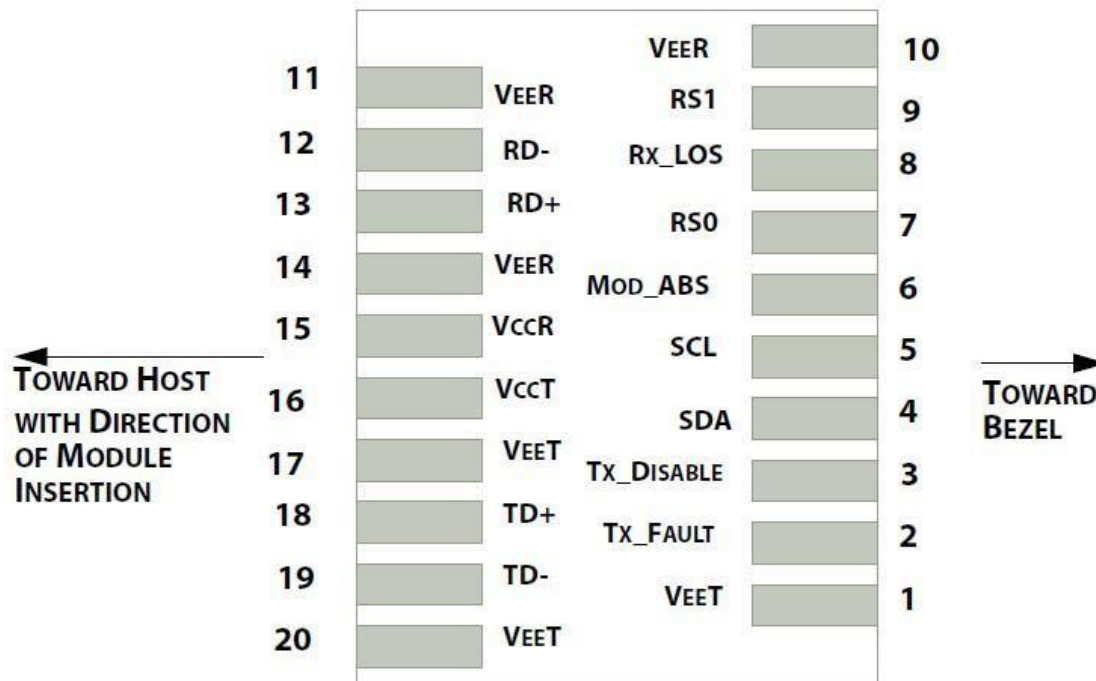 11 VEER
12 RD-
13 RD+
14 VEER
15 VCCR
16 VCCT
17 VEET
18 TD+
19 TD-
20 VEET
VEER 10
RS1 9
RX_LOS 8
RS0 7
MOD_ABS 6
SCL 5
SDA 4
TX_DISABLE 3
TX_FAULT 2
VEET 1
TOWARD HOST
WITH DIRECTION
OF MODULE
INSERTION
TOWARD
BEZEL